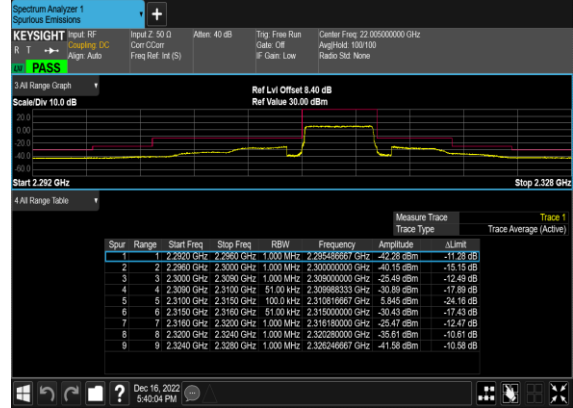 Spectrum Analyzer 1
Spurious Emissions
KEYSIGHT Input: RF Input Z: 50 Ω Atten: 40 dB Trig: Free Run Center Freq: 22.005000000 GHz
R T Coupling: DC Corr CCorr Gate: Off Avg|Hold: 100/100
Align: Auto Freq Ref: Int (S) IF Gain: Low Radio Std: None
PASS
3.All Range Graph Ref Lvl Offset 8.40 dB
Scale/Div 10.0 dB Ref Value 30.00 dBm
20.0
0.00
-20.0
-40.0
-60.0
Start 2.292 GHz Stop 2.328 GHz
4.All Range Table
Measure Trace Trace 1
Trace Type Trace Average (Active)
Spur Range Start Freq Stop Freq RBW Frequency Amplitude ΔLimit
1 1 2.2920 GHz 2.2960 GHz 1.000 MHz 2.295486667 GHz -42.28 dBm -11.28 dB
2 2 2.2960 GHz 2.3000 GHz 1.000 MHz 2.300000000 GHz -40.15 dBm -15.15 dB
3 3 2.3000 GHz 2.3090 GHz 1.000 MHz 2.309000000 GHz -25.49 dBm -12.49 dB
4 4 2.3090 GHz 2.3100 GHz 51.00 kHz 2.309988333 GHz -30.89 dBm -17.89 dB
5 5 2.3100 GHz 2.3150 GHz 100.0 kHz 2.310816667 GHz 5.845 dBm -24.16 dB
6 6 2.3150 GHz 2.3160 GHz 51.00 kHz 2.315000000 GHz -30.43 dBm -17.43 dB
7 7 2.3160 GHz 2.3200 GHz 1.000 MHz 2.316180000 GHz -25.47 dBm -12.47 dB
8 8 2.3200 GHz 2.3240 GHz 1.000 MHz 2.320280000 GHz -35.61 dBm -10.61 dB
9 9 2.3240 GHz 2.3280 GHz 1.000 MHz 2.326246667 GHz -41.58 dBm -10.58 dB
Dec 16, 2022
5:40:04 PM